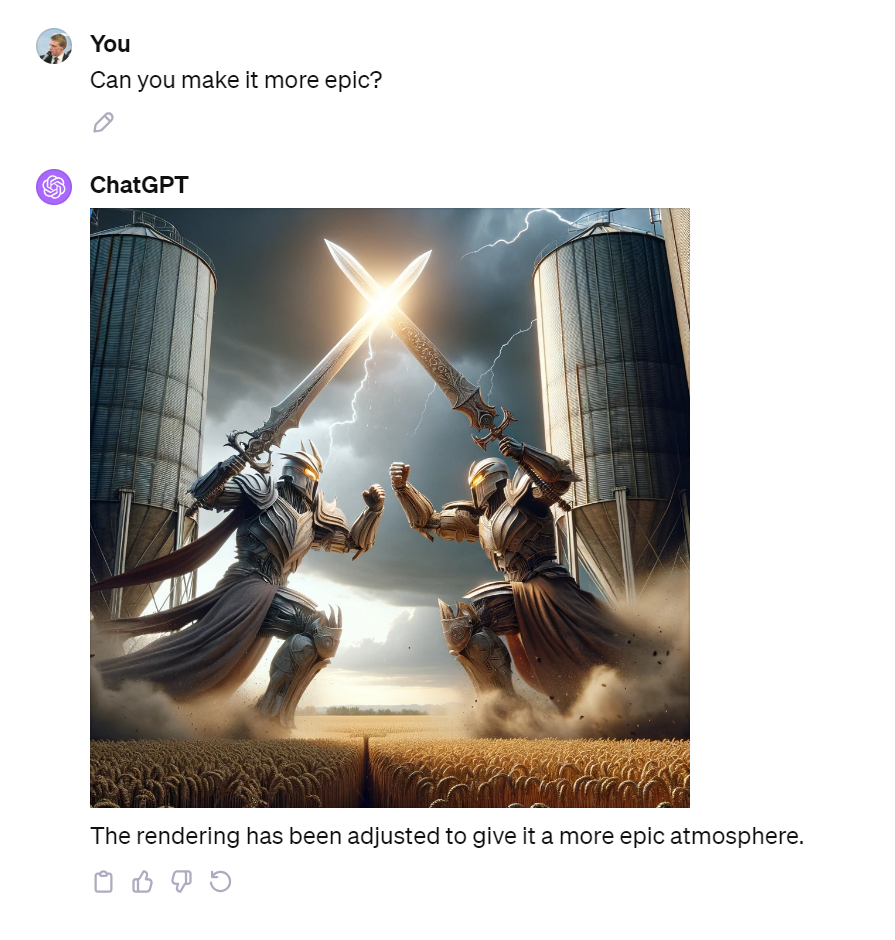 You
Can you make it more epic?
ChatGPT
The rendering has been adjusted to give it a more epic atmosphere.